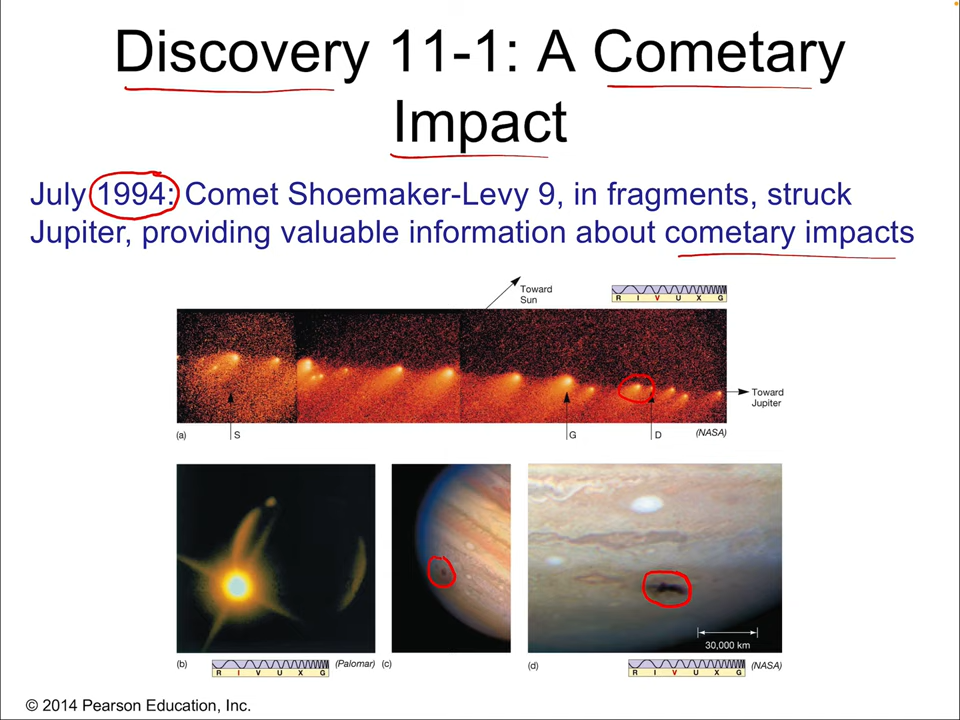 Discovery 11-1: A Cometary
Impact
July 1994: Comet Shoemaker-Levy 9, in fragments, struck
Jupiter, providing valuable information about cometary impacts
Toward
Sun
R I V U X G
Toward
Jupiter
(a) S G D (NASA)
(b) R I V U X G (Palomar) (c) (d) R I V U X G (NASA)
30,000 km
© 2014 Pearson Education, Inc.